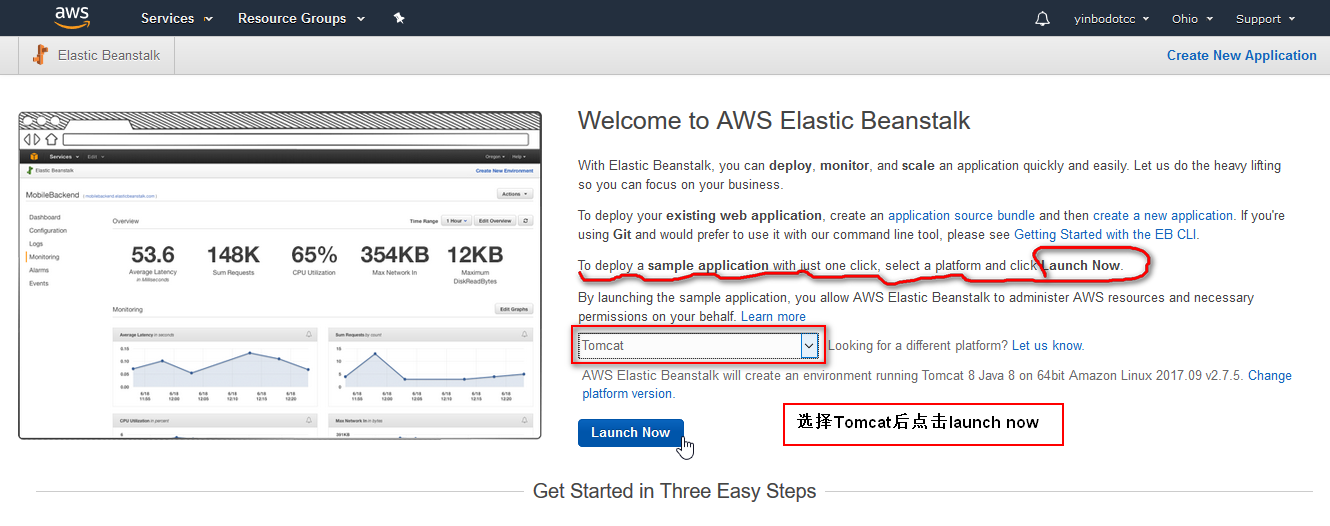 aws
Services
Resource Groups
yinbodotcc
Ohio
Support
Elastic Beanstalk
Create New Application
Services
Edit
Oregon
Help
Elastic Beanstalk
Create New Environment
MobileBackend ( mobilebackend.elasticbeanstalk.com )
Actions
Dashboard
Configuration
Logs
Monitoring
Alarms
Events
Overview
Time Range
1 Hour
Edit Overview
53.6
Average Latency
in Milliseconds
148K
Sum Requests
65%
CPU Utilization
354KB
Max Network In
12KB
Maximum
DiskReadBytes
Monitoring
Edit Graphs
Average Latency in seconds
Sum Requests by count
CPU Utilization in percent
Max Network In in bytes
Welcome to AWS Elastic Beanstalk
With Elastic Beanstalk, you can deploy, monitor, and scale an application quickly and easily. Let us do the heavy lifting
so you can focus on your business.
To deploy your existing web application, create an application source bundle and then create a new application. If you're
using Git and would prefer to use it with our command line tool, please see Getting Started with the EB CLI.
To deploy a sample application with just one click, select a platform and click Launch Now.
By launching the sample application, you allow AWS Elastic Beanstalk to administer AWS resources and necessary
permissions on your behalf. Learn more
Tomcat
Looking for a different platform? Let us know.
AWS Elastic Beanstalk will create an environment running Tomcat 8 Java 8 on 64bit Amazon Linux 2017.09 v2.7.5. Change
platform version.
Launch Now
选择Tomcat后点击launch now
Get Started in Three Easy Steps